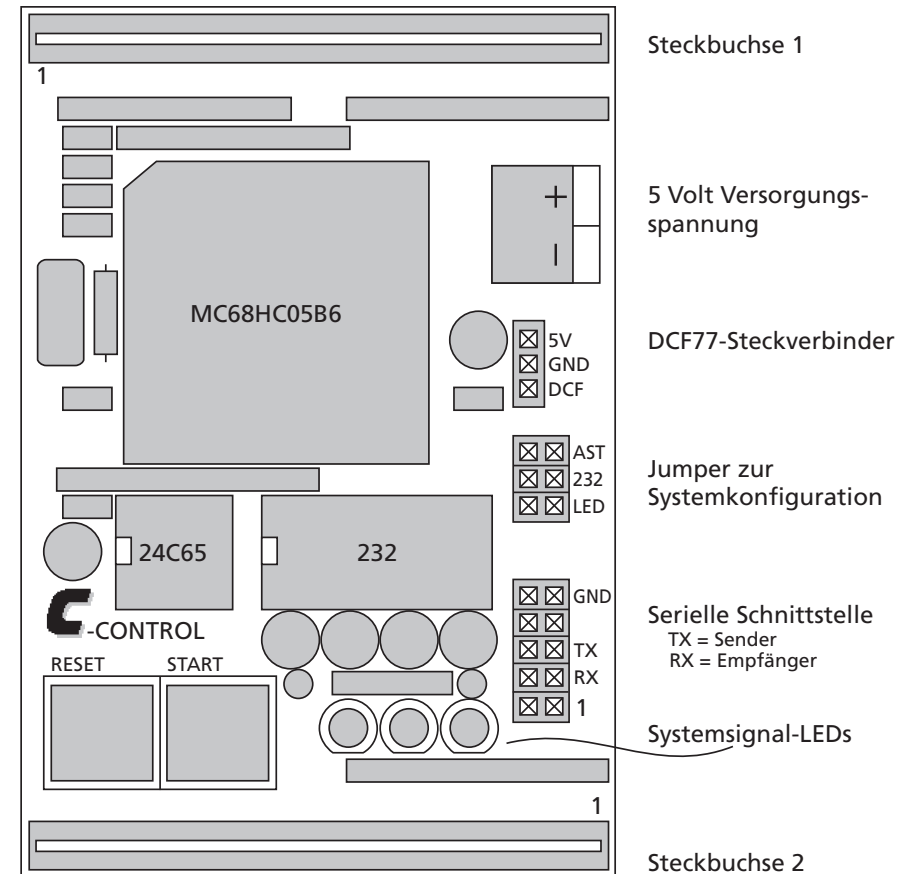 Steckbuchse 1
1
5 Volt Versorgungs-
spannung
+
–
MC68HC05B6
5V
GND
DCF
DCF77-Steckverbinder
AST
232
LED
Jumper zur
Systemkonfiguration
24C65
232
C-CONTROL
RESET
START
GND
TX
RX
1
Serielle Schnittstelle
TX = Sender
RX = Empfänger
Systemsignal-LEDs
1
Steckbuchse 2